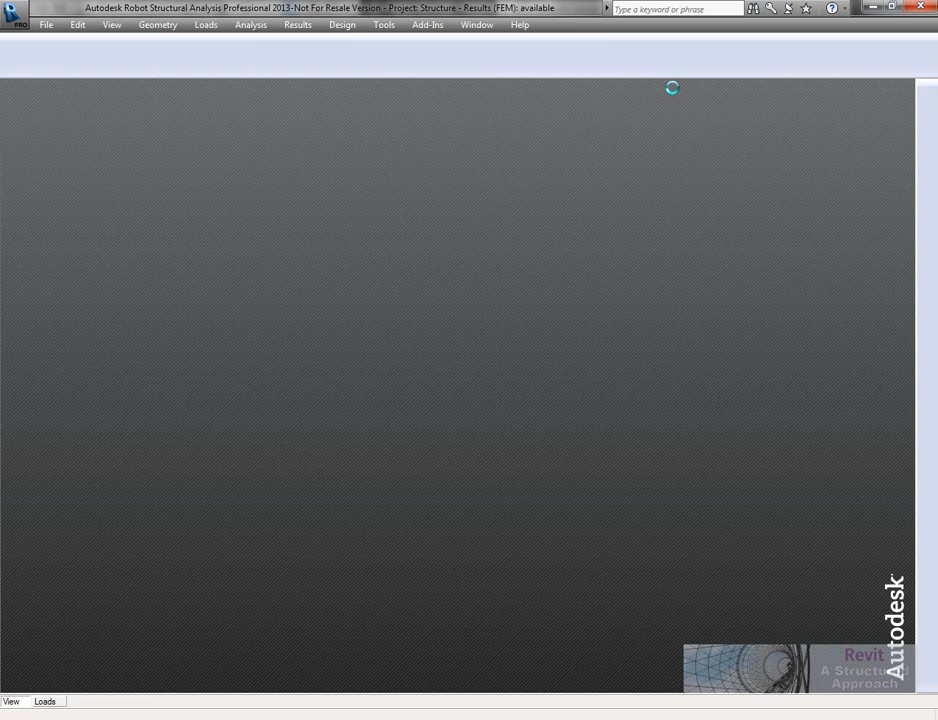 Autodesk Robot Structural Analysis Professional 2013-Not For Resale Version - Project: Structure - Results (FEM): available
Type a keyword or phrase
PRO
File Edit View Geometry Loads Analysis Results Design Tools Add-Ins Window Help
Autodesk
Revit
A Structural
Approach
View Loads